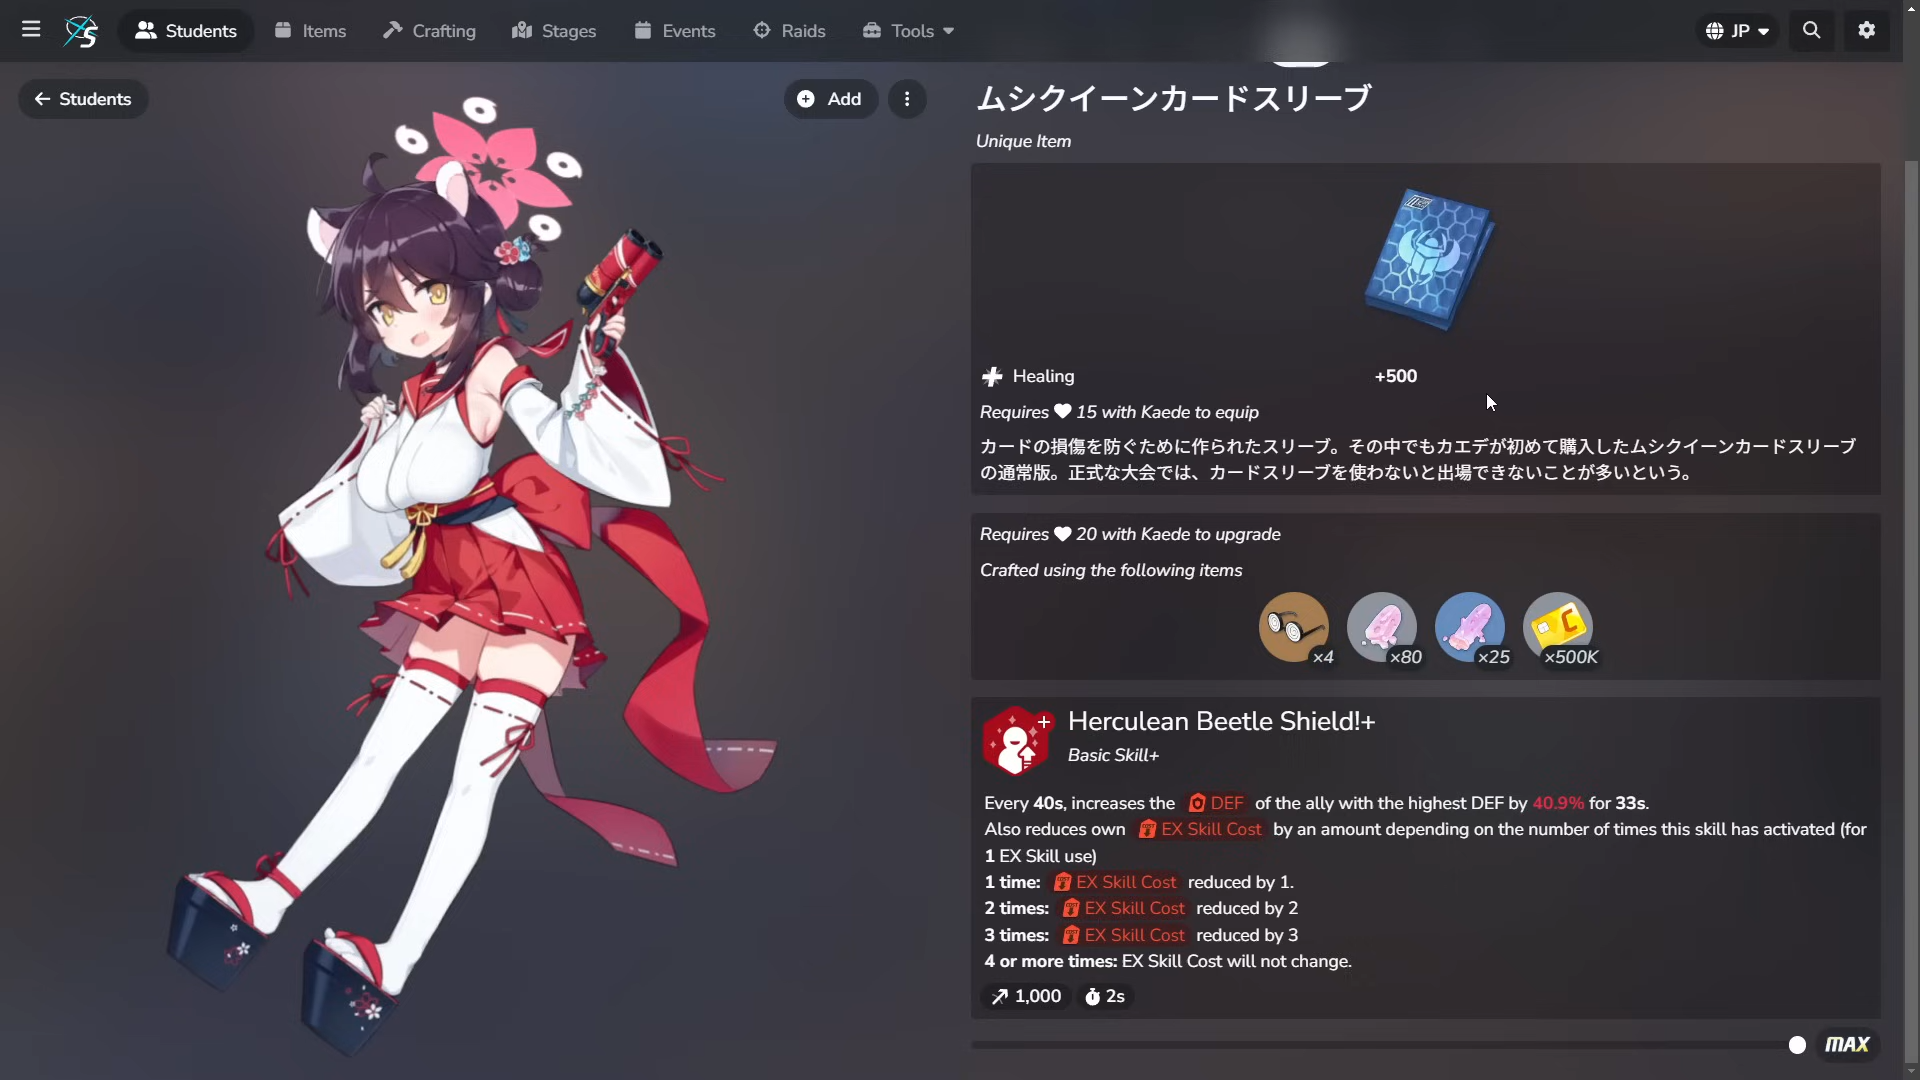 Students
Items
Crafting
Stages
Events
Raids
Tools
JP
Students
Add
ムシクイーンカードスリーブ
Unique Item
Healing
+500
Requires 15 with Kaede to equip
カードの損傷を防ぐために作られたスリーブ。その中でもカエデが初めて購入したムシクイーンカードスリーブ
の通常版。正式な大会では、カードスリーブを使わないと出場できないことが多いという。
Requires 20 with Kaede to upgrade
Crafted using the following items
×4
×80
×25
×500K
Herculean Beetle Shield!+
Basic Skill+
Every 40s, increases the DEF of the ally with the highest DEF by 40.9% for 33s.
Also reduces own EX Skill Cost by an amount depending on the number of times this skill has activated (for
1 EX Skill use)
1 time: EX Skill Cost reduced by 1.
2 times: EX Skill Cost reduced by 2
3 times: EX Skill Cost reduced by 3
4 or more times: EX Skill Cost will not change.
1,000
2s
MAX